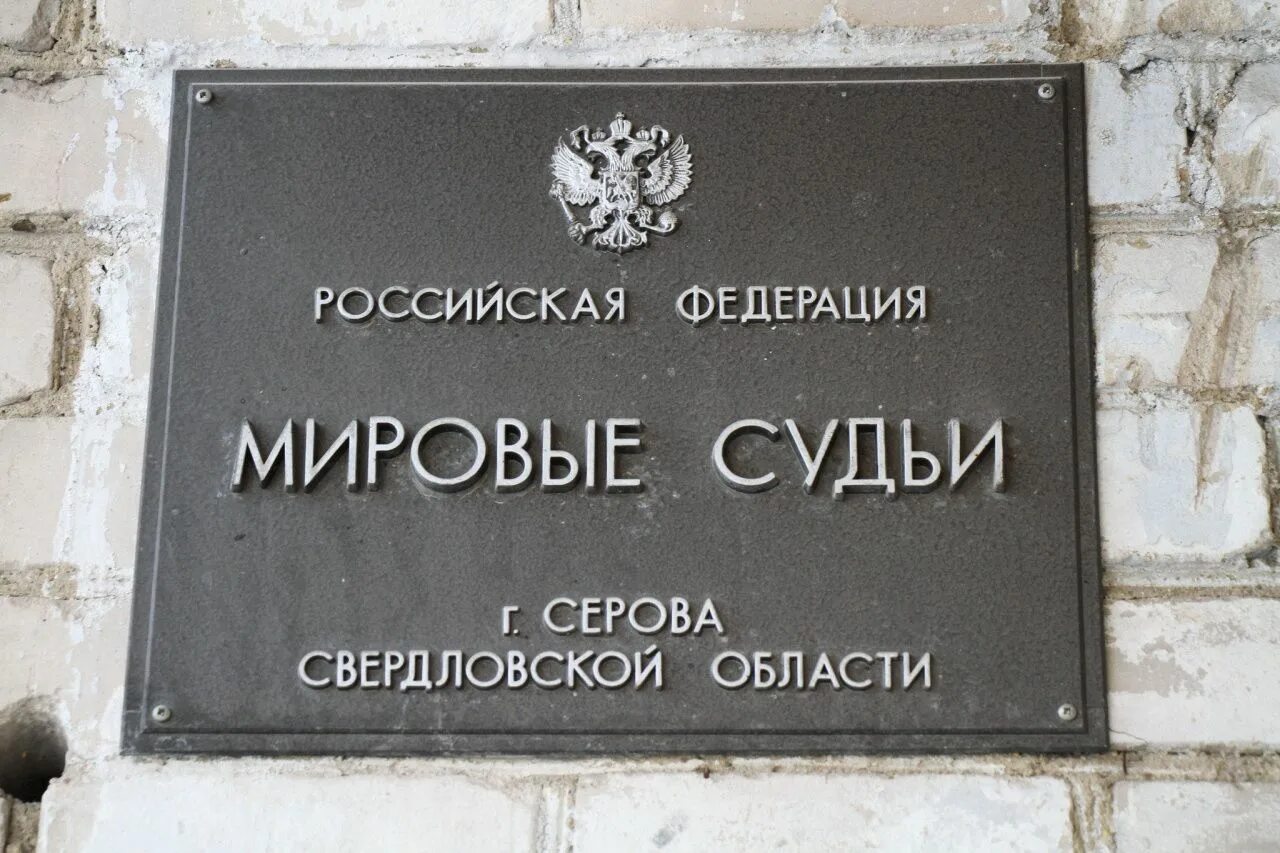 РОССИЙСКАЯ ФЕДЕРАЦИЯ
МИРОВЫЕ СУДЬИ
г. СЕРОВА
СВЕРДЛОВСКОЙ ОБЛАСТИ